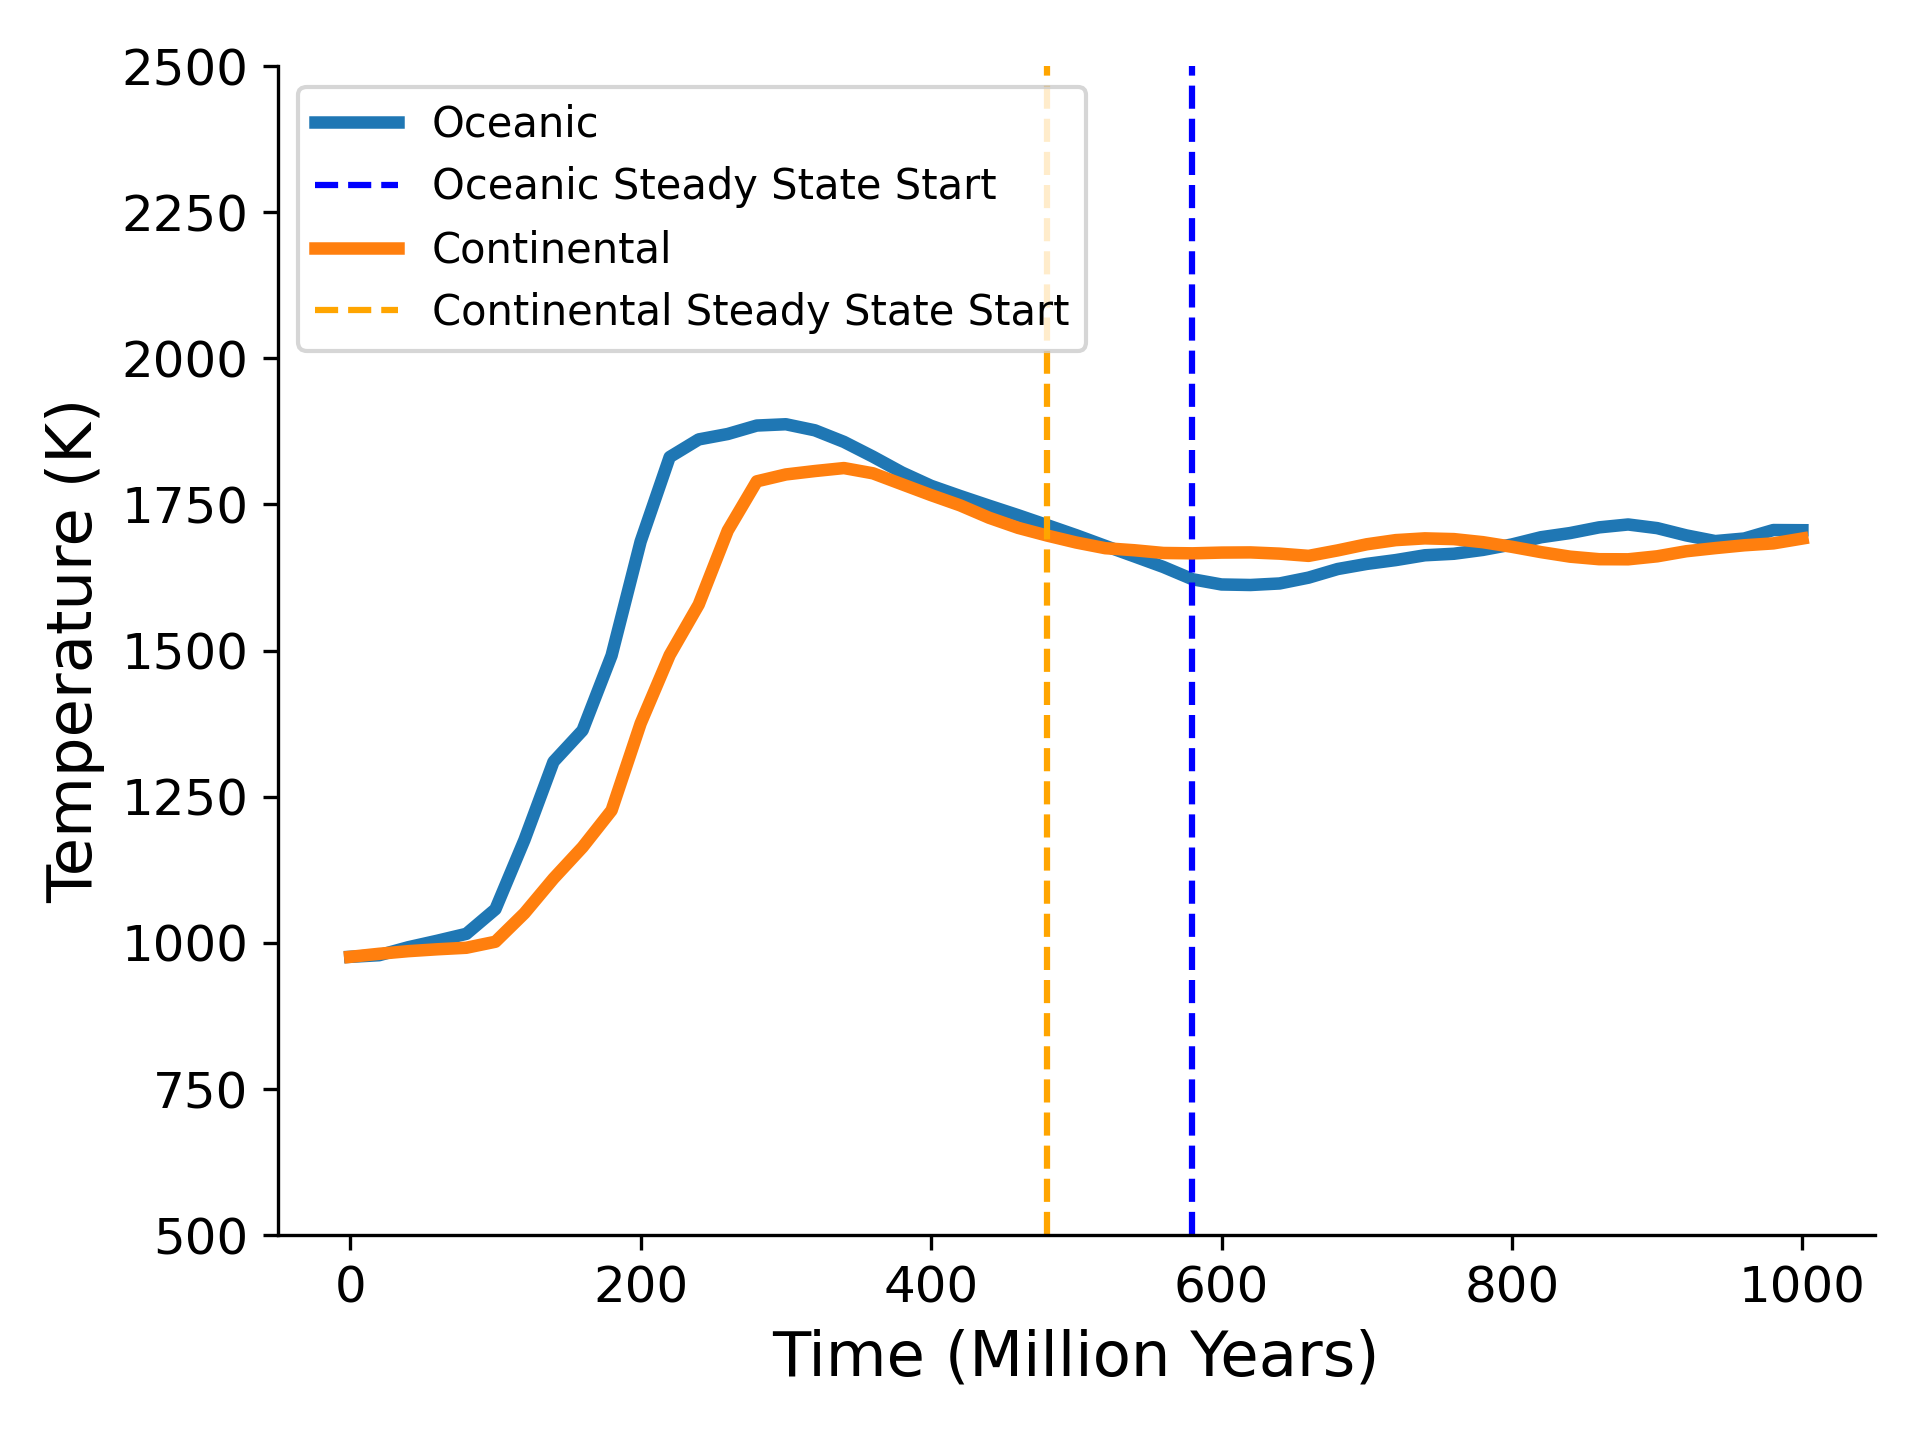 2500
2250
2000
1750
1500
1250
1000
750
500
Temperature (K)
Oceanic
Oceanic Steady State Start
Continental
Continental Steady State Start
0 200 400 600 800 1000
Time (Million Years)